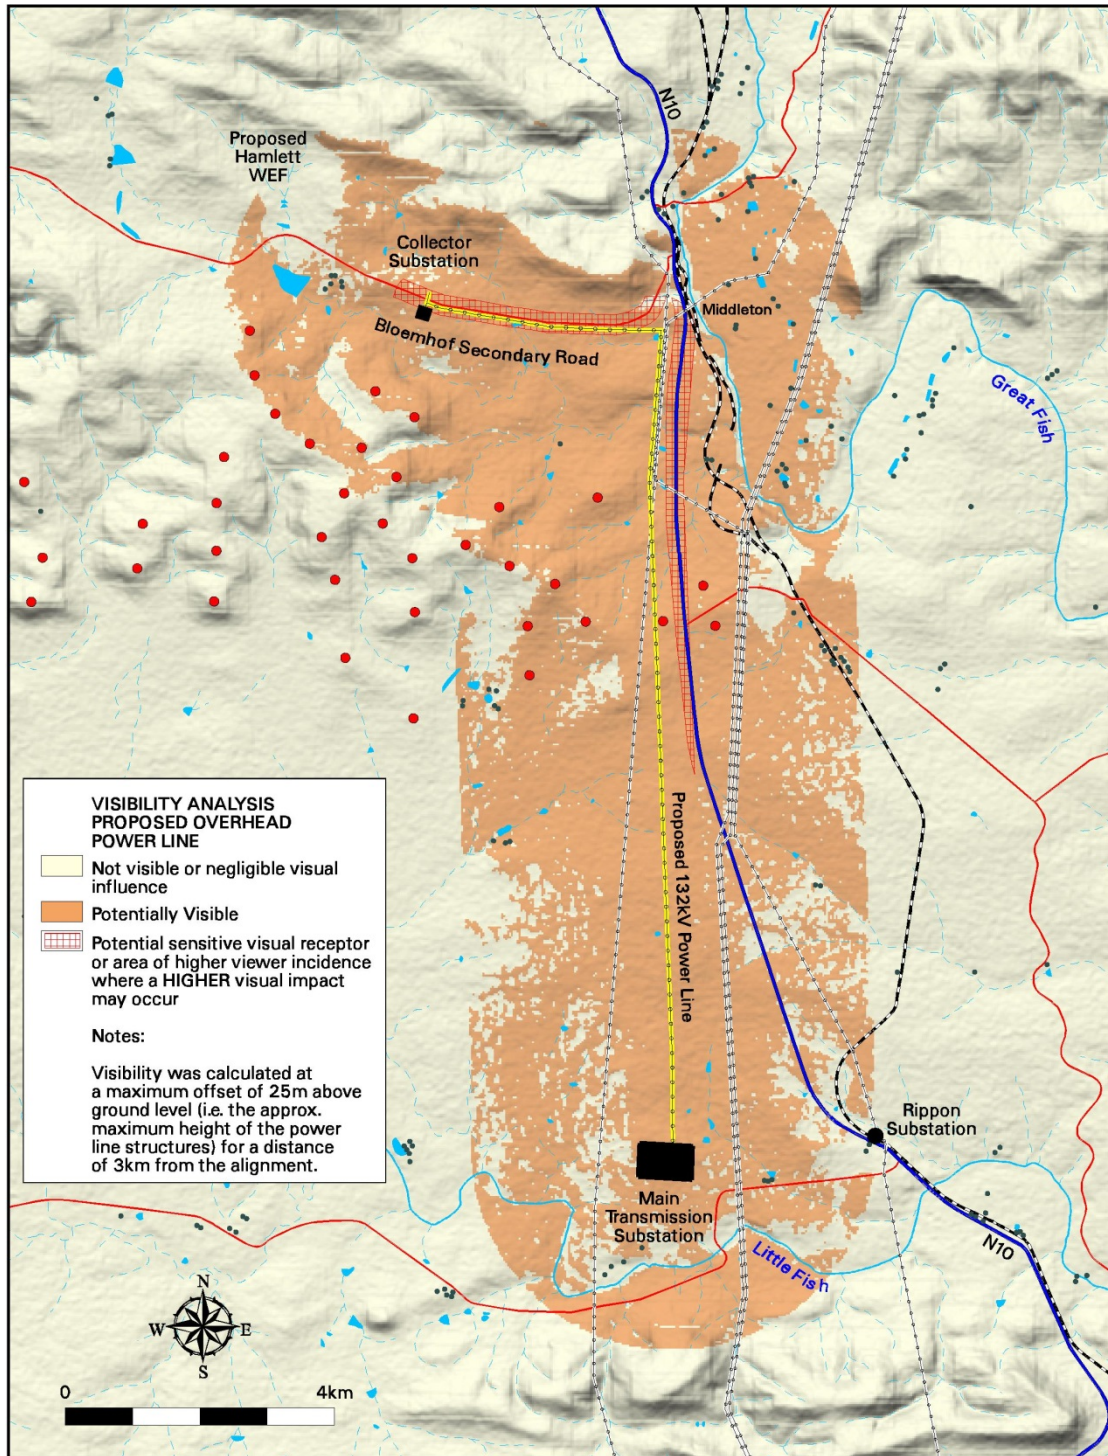 N10
Proposed
Hamlett
WEF
Collector
Substation
Middleton
Bloemhof Secondary Road
Great Fish
VISIBILITY ANALYSIS
PROPOSED OVERHEAD
POWER LINE
Not visible or negligible visual
influence
Potentially Visible
Potential sensitive visual receptor
or area of higher viewer incidence
where a HIGHER visual impact
may occur
Notes:
Visibility was calculated at
a maximum offset of 25m above
ground level (i.e. the approx.
maximum height of the power
line structures) for a distance
of 3km from the alignment.
Proposed 132kV Power Line
Rippon
Substation
Main
Transmission
Substation
Little Fish
N10
N
W
E
S
0
4km